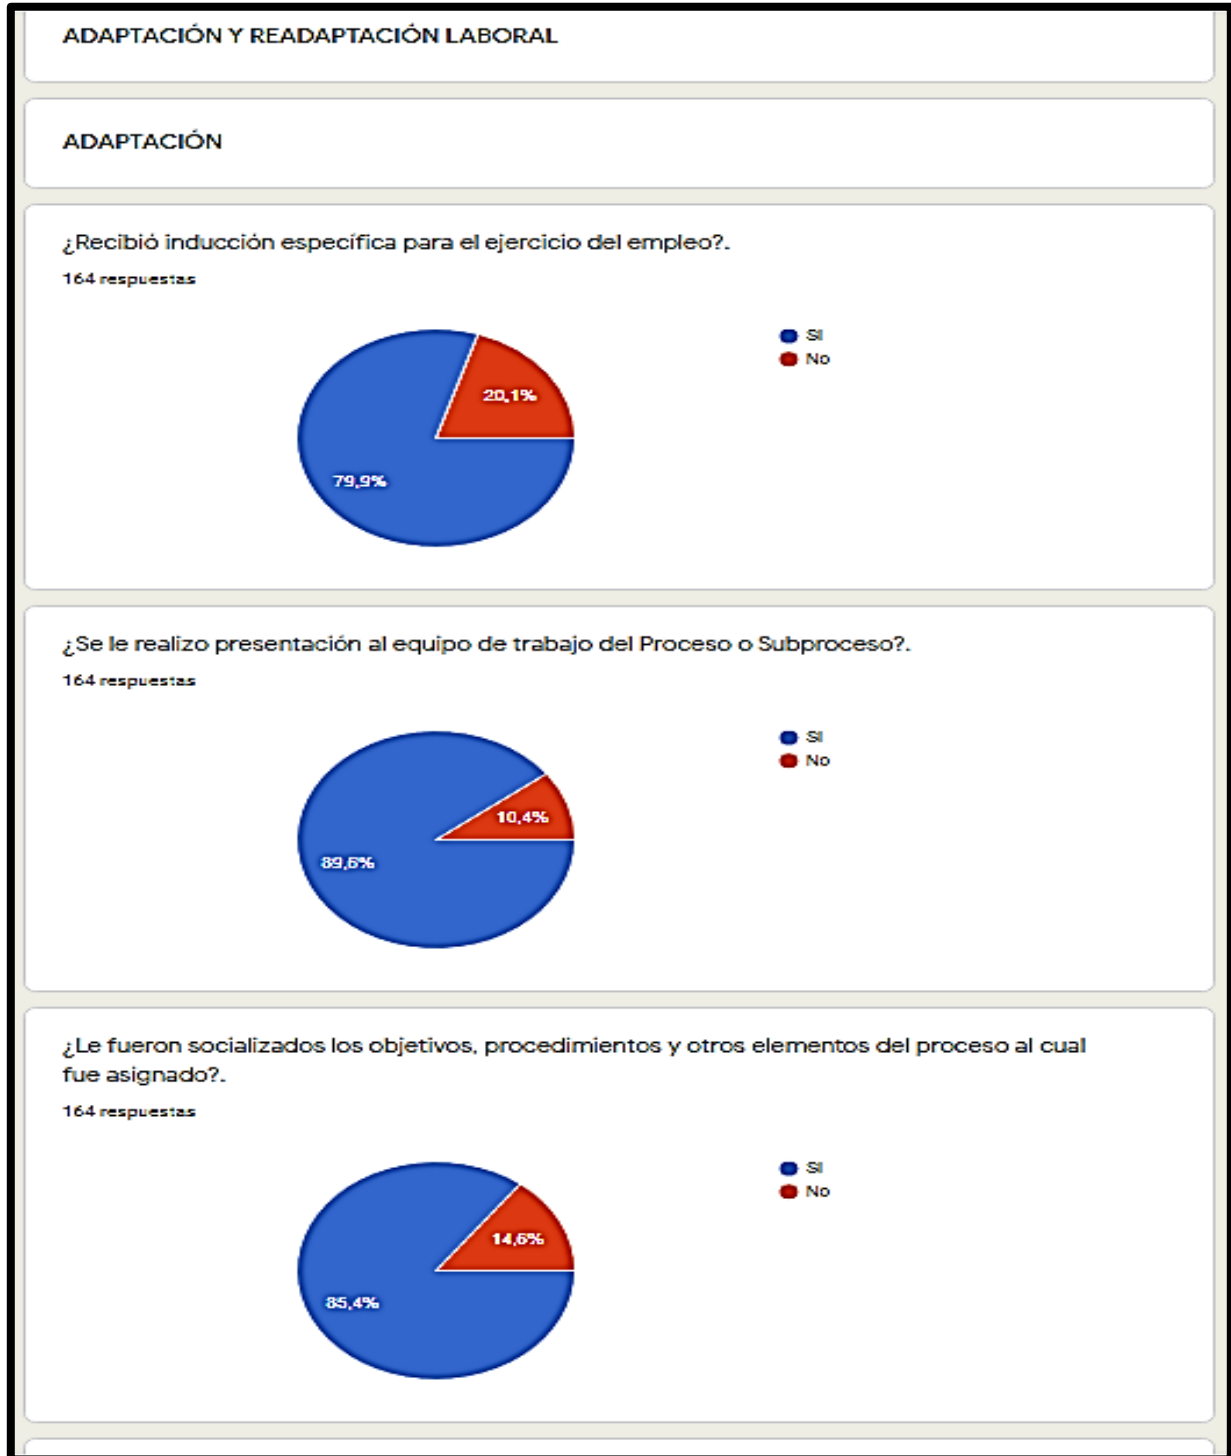 ADAPTACIÓN Y READAPTACIÓN LABORAL
ADAPTACIÓN
¿Recibió inducción específica para el ejercicio del empleo?.
164 respuestas
SI
No
20,1%
79,9%
¿Se le realizo presentación al equipo de trabajo del Proceso o Subproceso?.
164 respuestas
SI
No
10,4%
89,6%
¿Le fueron socializados los objetivos, procedimientos y otros elementos del proceso al cual
fue asignado?.
164 respuestas
SI
No
14,6%
85,4%